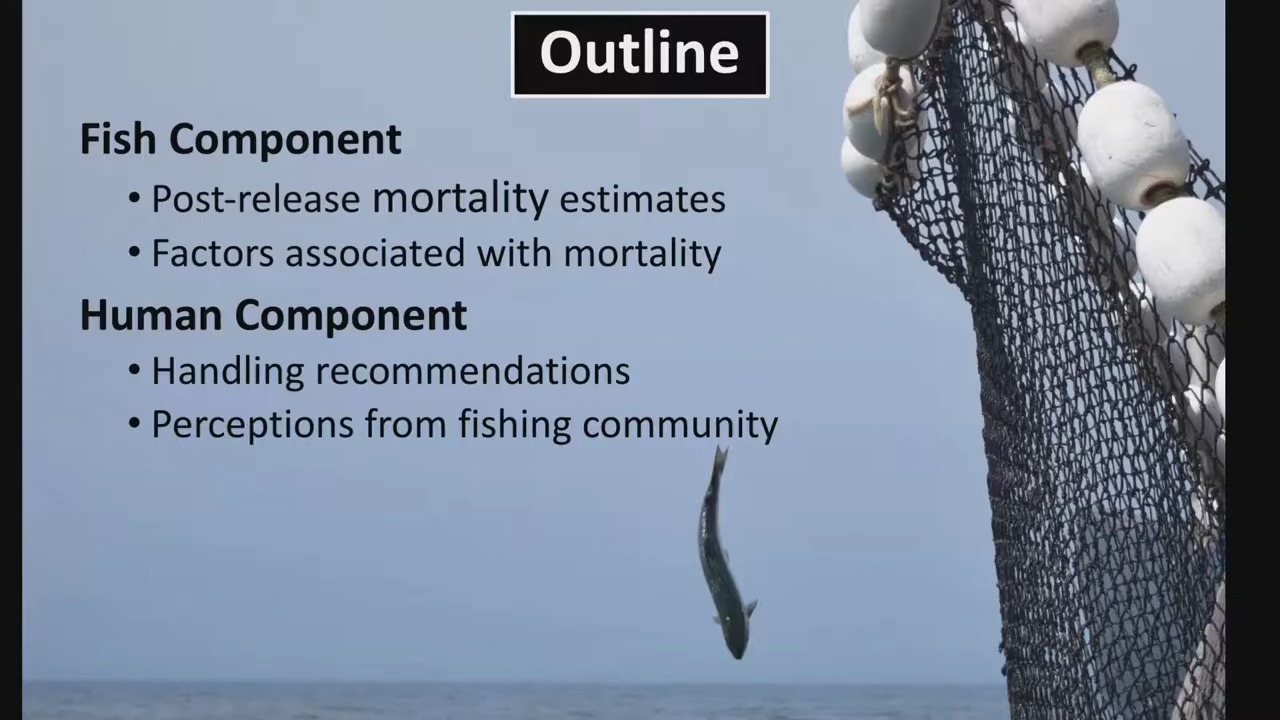 Outline
Fish Component
• Post-release mortality estimates
• Factors associated with mortality
Human Component
• Handling recommendations
• Perceptions from fishing community